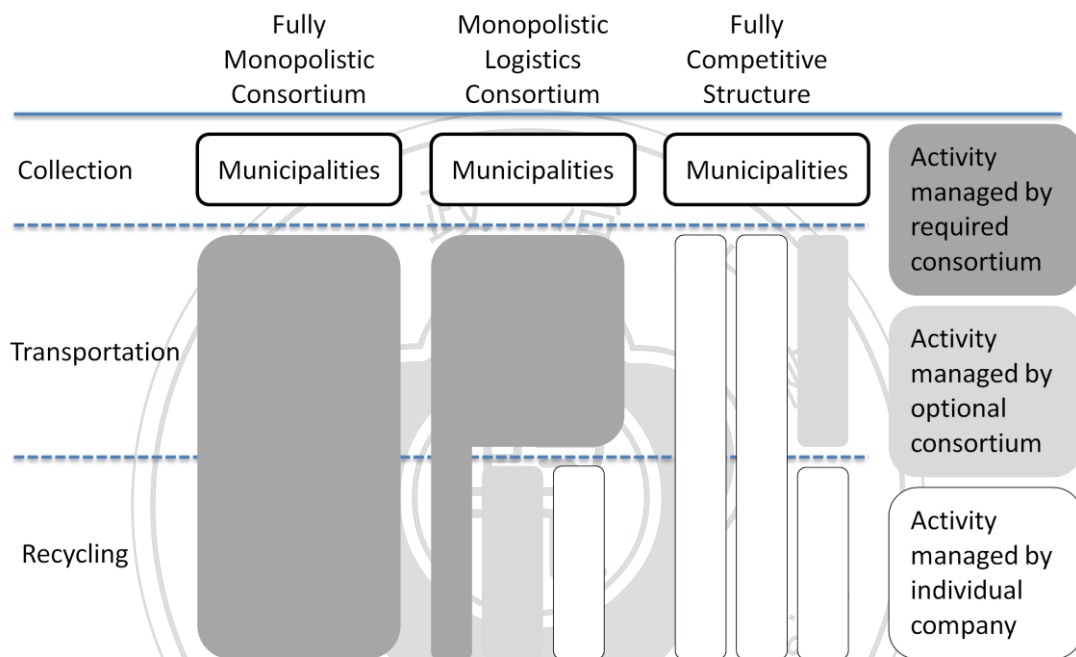 Fully
Monopolistic
Consortium
Monopolistic
Logistics
Consortium
Fully
Competitive
Structure
Collection
Municipalities
Municipalities
Municipalities
Activity
managed by
required
consortium
Transportation
Activity
managed by
optional
consortium
Recycling
Activity
managed by
individual
company